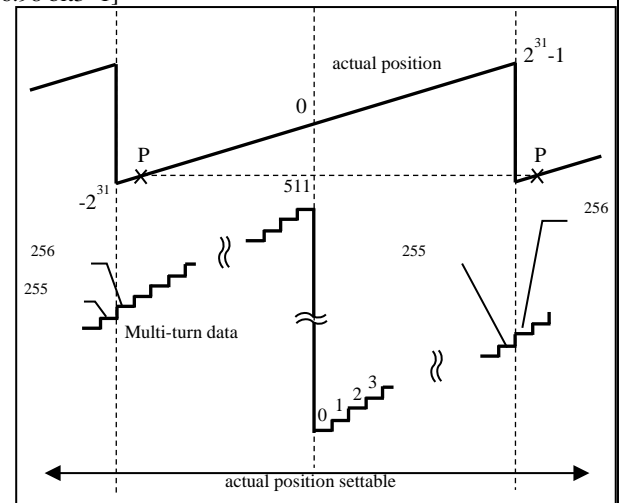 actual position
2^31-1
0
P
P
-2^31
511
256
256
255
255
Multi-turn data
0 1 2 3
actual position settable